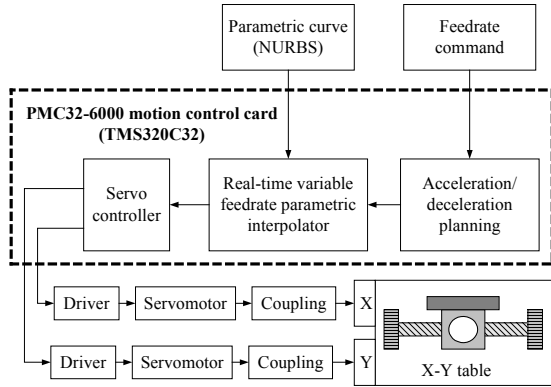 Parametric curve
(NURBS)
Feedrate
command
PMC32-6000 motion control card
(TMS320C32)
Servo
controller
Real-time variable
feedrate parametric
interpolator
Acceleration/
deceleration
planning
Driver
Servomotor
Coupling
X
Driver
Servomotor
Coupling
Y
X-Y table